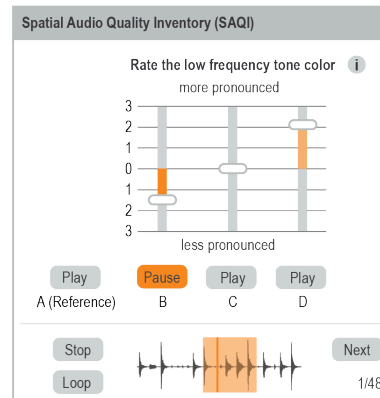 Spatial Audio Quality Inventory (SAQI)
Rate the low frequency tone color i
more pronounced
3
2
1
0
1
2
3
less pronounced
Play Pause Play Play
A (Reference) B C D
Stop Next
Loop 1/48